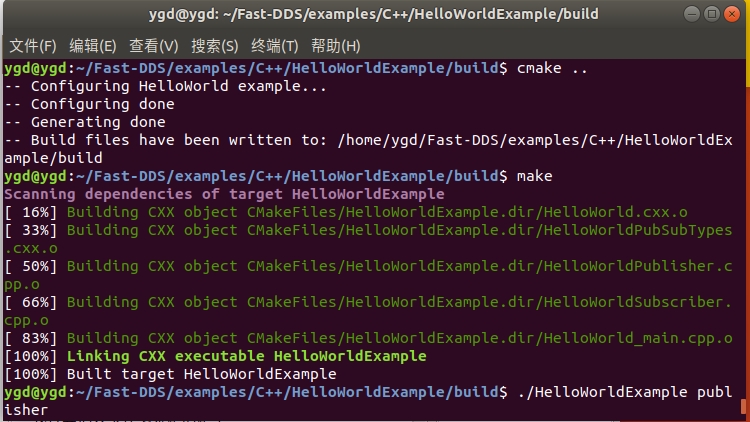 ygd@ygd: ~/Fast-DDS/examples/C++/HelloWorldExample/build
文件(F) 编辑(E) 查看(V) 搜索(S) 终端(T) 帮助(H)
ygd@ygd:~/Fast-DDS/examples/C++/HelloWorldExample/build$ cmake ..
-- Configuring HelloWorld example...
-- Configuring done
-- Generating done
-- Build files have been written to: /home/ygd/Fast-DDS/examples/C++/HelloWorldEx
ample/build
ygd@ygd:~/Fast-DDS/examples/C++/HelloWorldExample/build$ make
Scanning dependencies of target HelloWorldExample
[ 16%] Building CXX object CMakeFiles/HelloWorldExample.dir/HelloWorld.cxx.o
[ 33%] Building CXX object CMakeFiles/HelloWorldExample.dir/HelloWorldPubSubTypes
.cxx.o
[ 50%] Building CXX object CMakeFiles/HelloWorldExample.dir/HelloWorldPublisher.c
pp.o
[ 66%] Building CXX object CMakeFiles/HelloWorldExample.dir/HelloWorldSubscriber.
cpp.o
[ 83%] Building CXX object CMakeFiles/HelloWorldExample.dir/HelloWorld_main.cpp.o
[100%] Linking CXX executable HelloWorldExample
[100%] Built target HelloWorldExample
ygd@ygd:~/Fast-DDS/examples/C++/HelloWorldExample/build$ ./HelloWorldExample publ
isher